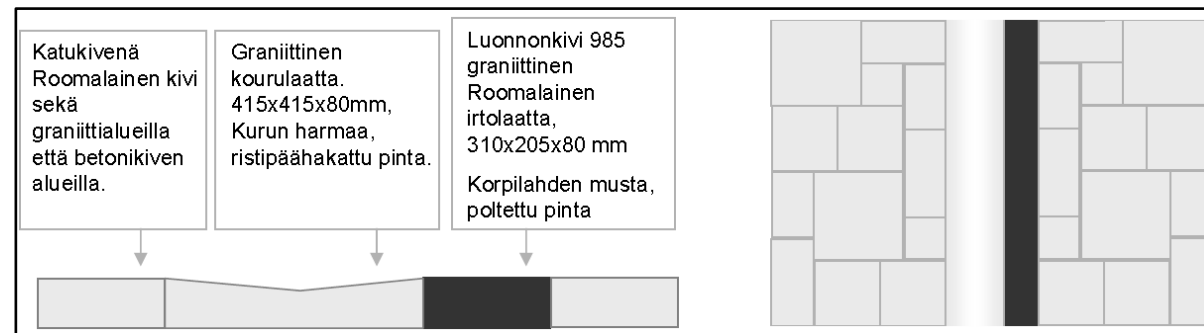 Katukivenä
Roomalainen kivi
sekä
graniittialueilla
että betonikiven
alueilla.
Graniittinen
kourulaatta.
415x415x80mm,
Kurun harmaa,
ristipäähakattu pinta.
Luonnonkivi 985
graniittinen
Roomalainen
irtolaatta,
310x205x80 mm
Korpilahden musta,
poltettu pinta